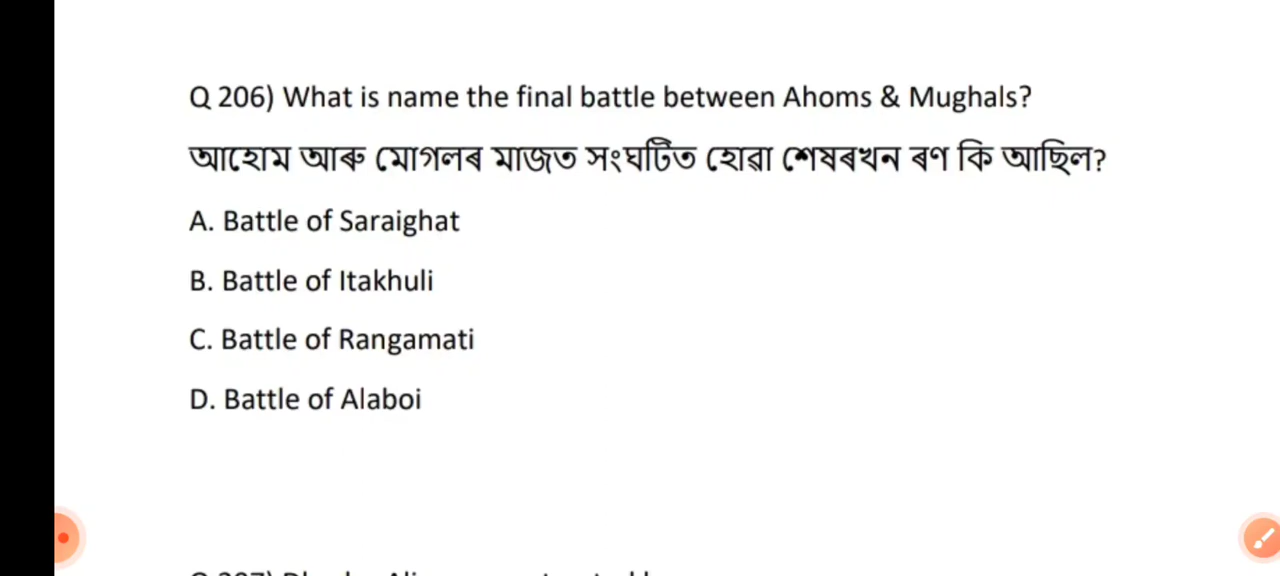 Q 206) What is name the final battle between Ahoms & Mughals?
আহোম আৰু মোগলৰ মাজত সংঘটিত হোৱা শেষৰখন ৰণ কি আছিল?
A. Battle of Saraighat
B. Battle of Itakhuli
C. Battle of Rangamati
D. Battle of Alaboi